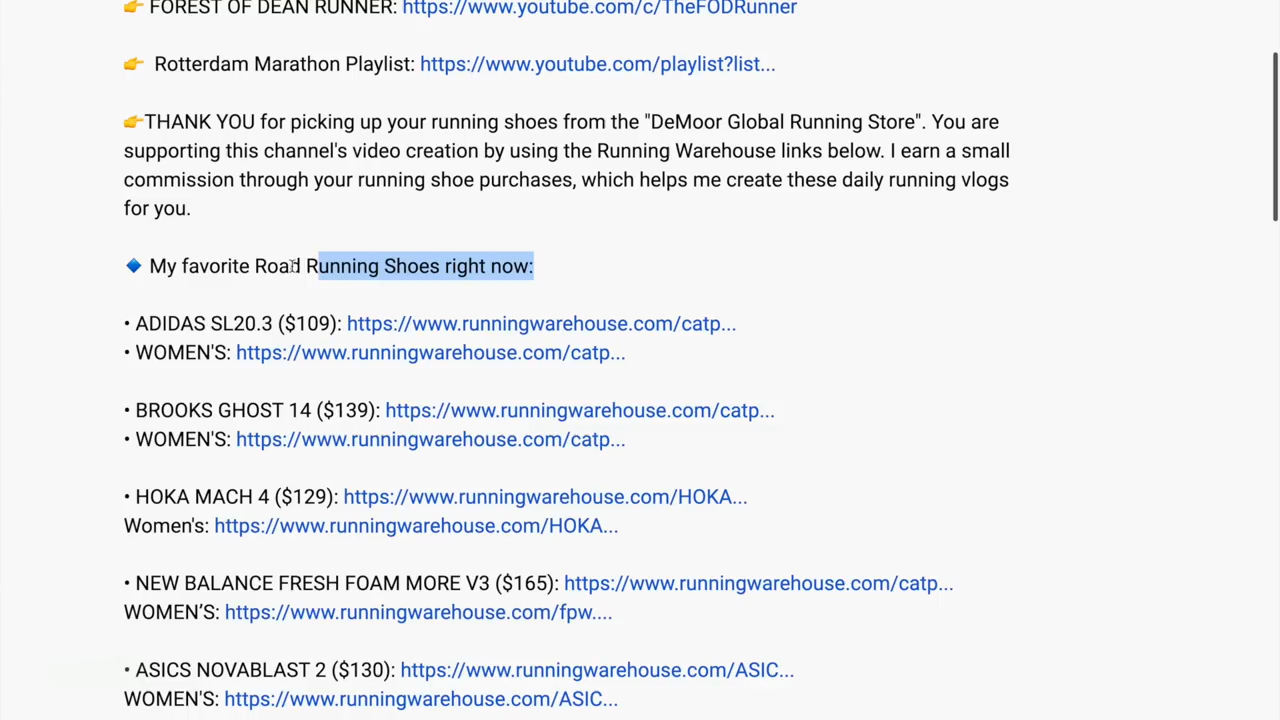 👉 FOREST OF DEAN RUNNER: https://www.youtube.com/c/TheFODRunner
👉 Rotterdam Marathon Playlist: https://www.youtube.com/playlist?list...
👉THANK YOU for picking up your running shoes from the "DeMoor Global Running Store". You are
supporting this channel's video creation by using the Running Warehouse links below. I earn a small
commission through your running shoe purchases, which helps me create these daily running vlogs
for you.
🔹 My favorite Road Running Shoes right now:
• ADIDAS SL20.3 ($109): https://www.runningwarehouse.com/catp...
• WOMEN'S: https://www.runningwarehouse.com/catp...
• BROOKS GHOST 14 ($139): https://www.runningwarehouse.com/catp...
• WOMEN'S: https://www.runningwarehouse.com/catp...
• HOKA MACH 4 ($129): https://www.runningwarehouse.com/HOKA...
Women's: https://www.runningwarehouse.com/HOKA...
• NEW BALANCE FRESH FOAM MORE V3 ($165): https://www.runningwarehouse.com/catp...
WOMEN’S: https://www.runningwarehouse.com/fpw....
• ASICS NOVABLAST 2 ($130): https://www.runningwarehouse.com/ASIC...
WOMEN'S: https://www.runningwarehouse.com/ASIC...